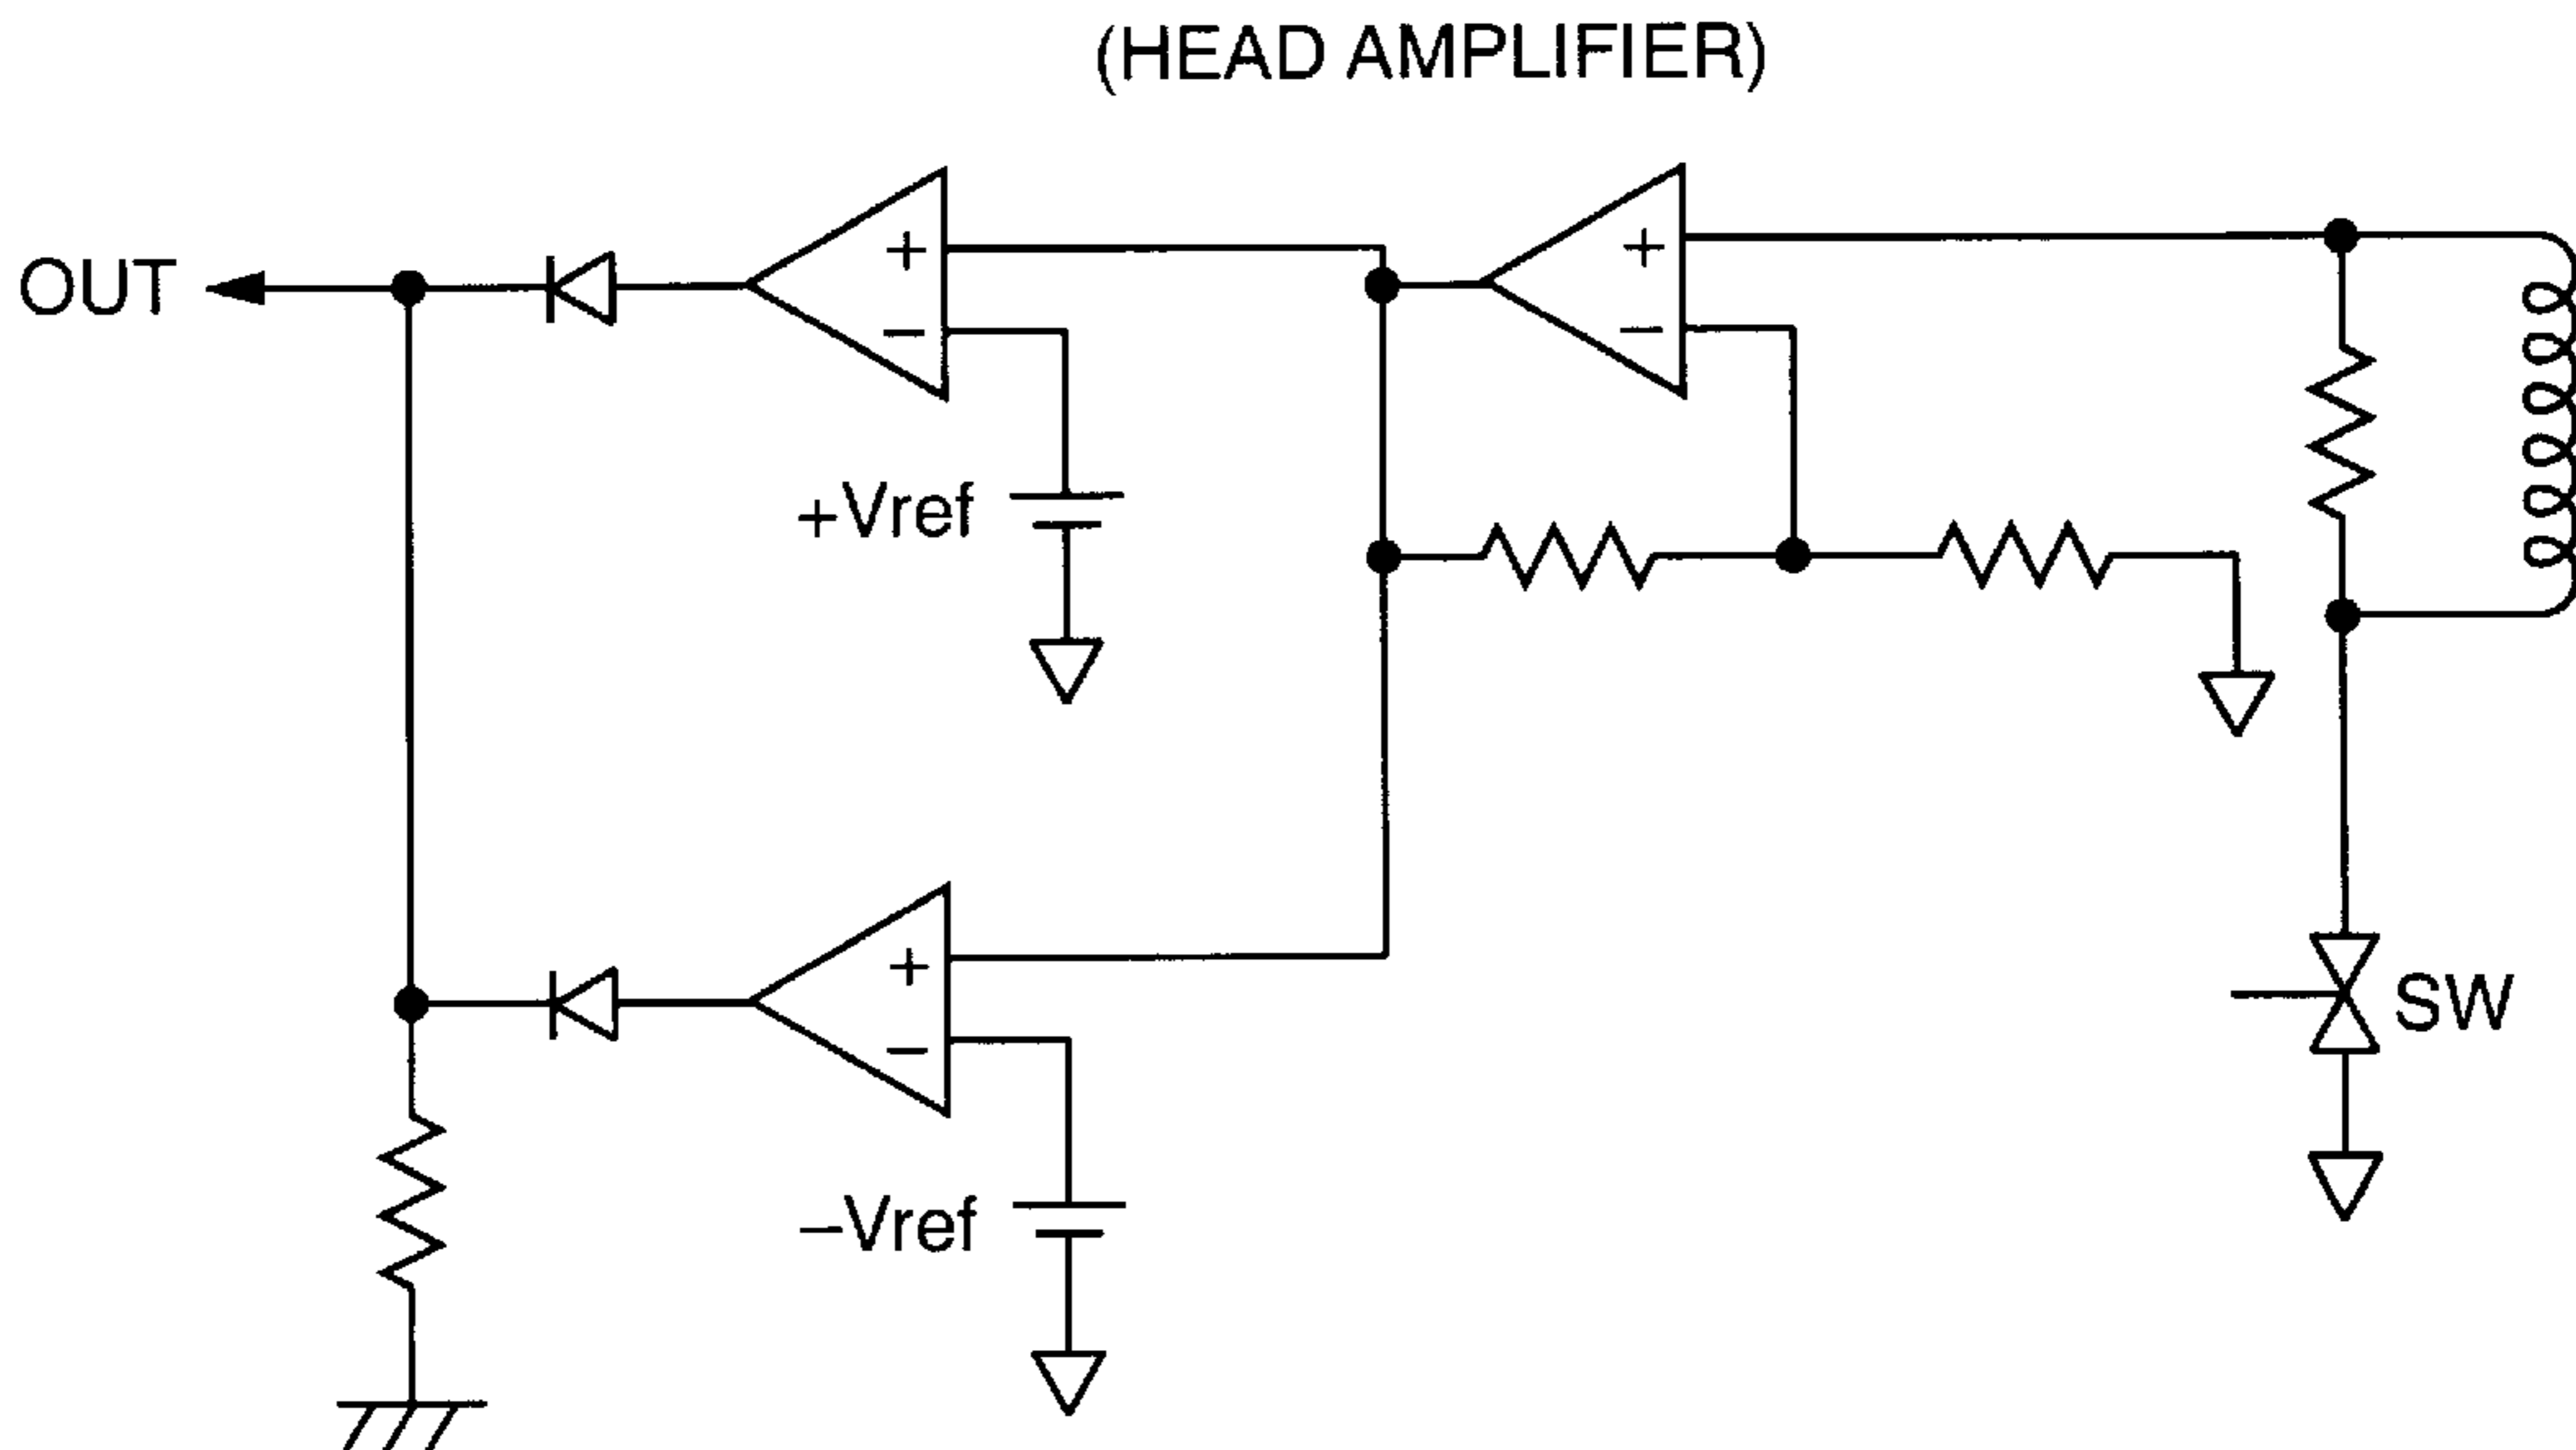 (HEAD AMPLIFIER)
+
−
+
−
OUT
+Vref
+
−
SW
−Vref